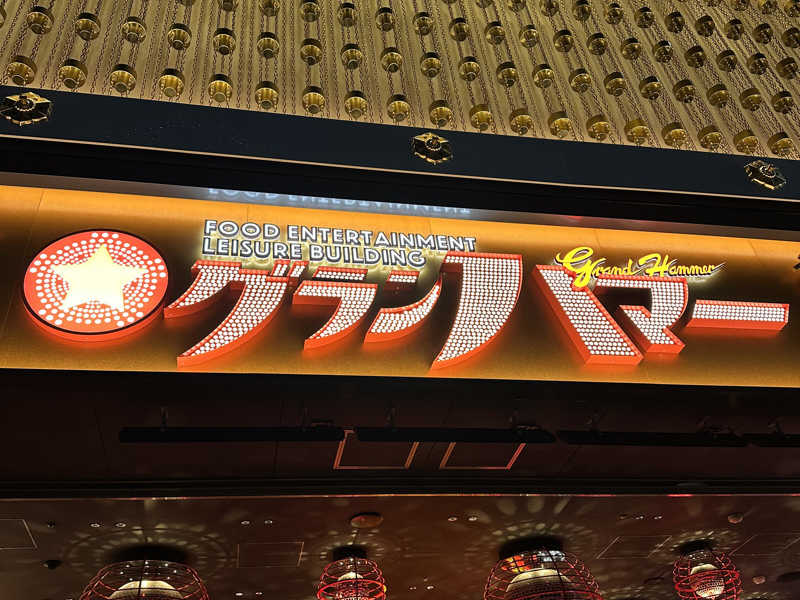 FOOD ENTERTAINMENT
LEISURE BUILDING
Grand Hammer
グランハマー